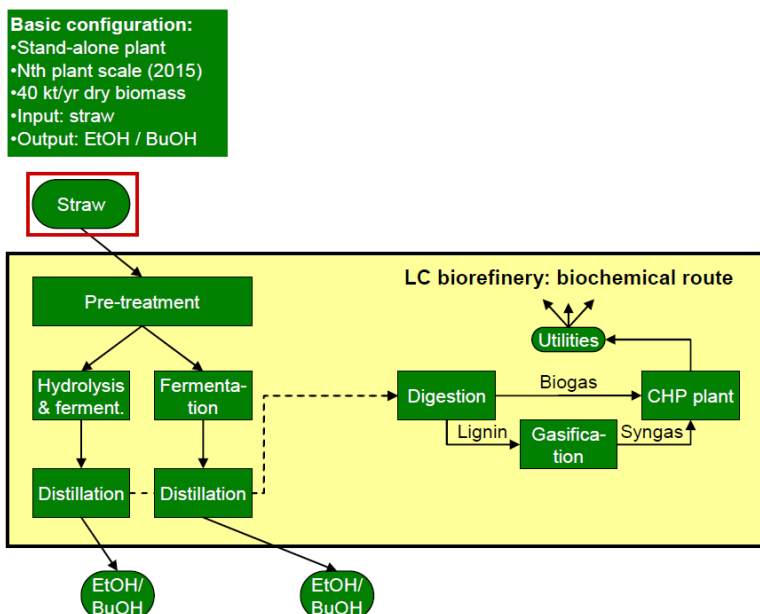 Basic configuration:
•Stand-alone plant
•Nth plant scale (2015)
•40 kt/yr dry biomass
•Input: straw
•Output: EtOH / BuOH
Straw
LC biorefinery: biochemical route
Pre-treatment
Utilities
Hydrolysis
& ferment.
Fermenta-
tion
Digestion
Biogas
CHP plant
Lignin
Gasifica-
tion
Syngas
Distillation
Distillation
EtOH/
BuOH
EtOH/
BuOH